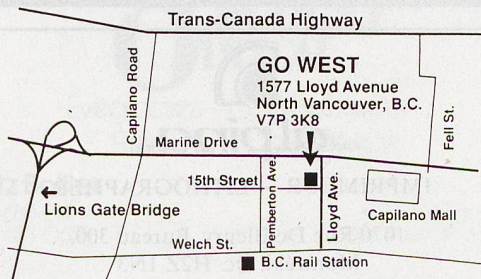 Trans-Canada Highway
Capilano Road
GO WEST
1577 Lloyd Avenue
North Vancouver, B.C.
V7P 3K8
Fell St.
Marine Drive
15th Street
Pemberton Ave.
Lloyd Ave.
Lions Gate Bridge
Capilano Mall
Welch St.
B.C. Rail Station